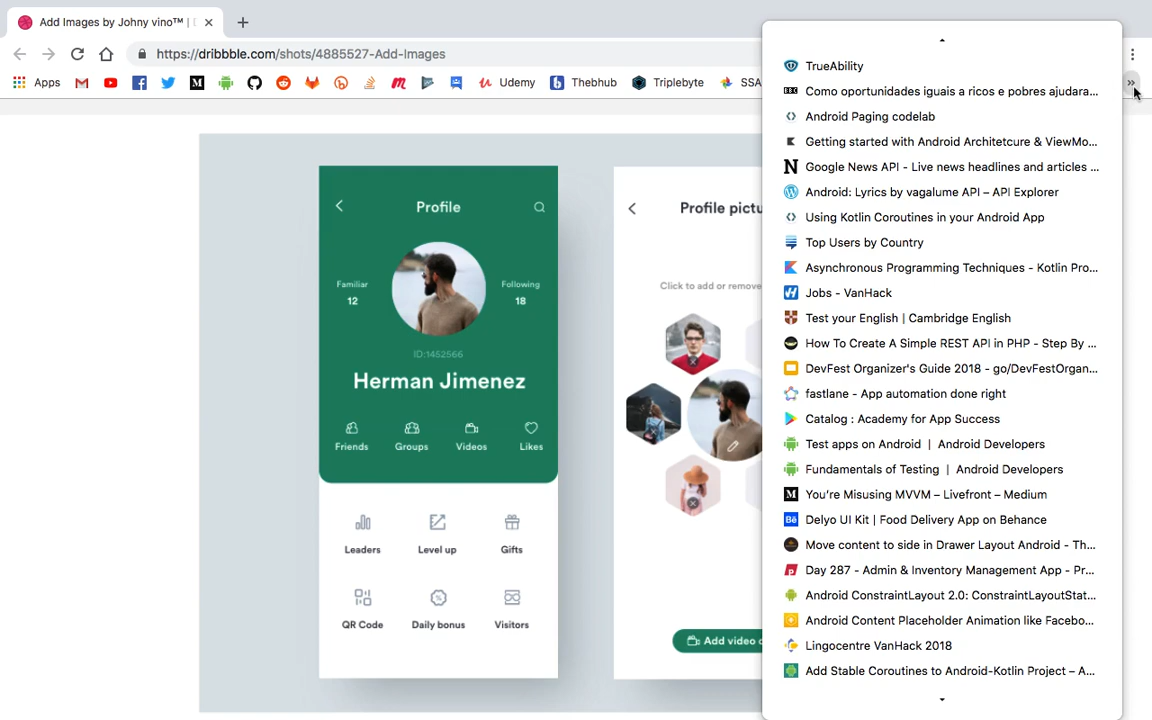 Add Images by Johny vino™ |
https://dribbble.com/shots/4885527-Add-Images
Apps
Udemy
Thebhub
Triplebyte
SSA
Profile
Familiar
12
Following
18
ID:1452566
Herman Jimenez
Friends
Groups
Videos
Likes
Leaders
Level up
Gifts
QR Code
Daily bonus
Visitors
Profile pictu
Click to add or remove
Add video
TrueAbility
Como oportunidades iguais a ricos e pobres ajudara...
Android Paging codelab
Getting started with Android Architetcure & ViewMo...
Google News API - Live news headlines and articles ...
Android: Lyrics by vagalume API – API Explorer
Using Kotlin Coroutines in your Android App
Top Users by Country
Asynchronous Programming Techniques - Kotlin Pro...
Jobs - VanHack
Test your English | Cambridge English
How To Create A Simple REST API in PHP - Step By ...
DevFest Organizer's Guide 2018 - go/DevFestOrgan...
fastlane - App automation done right
Catalog : Academy for App Success
Test apps on Android | Android Developers
Fundamentals of Testing | Android Developers
You're Misusing MVVM – Livefront – Medium
Delyo UI Kit | Food Delivery App on Behance
Move content to side in Drawer Layout Android - Th...
Day 287 - Admin & Inventory Management App - Pr...
Android ConstraintLayout 2.0: ConstraintLayoutStat...
Android Content Placeholder Animation like Facebo...
Lingocentre VanHack 2018
Add Stable Coroutines to Android-Kotlin Project – A...